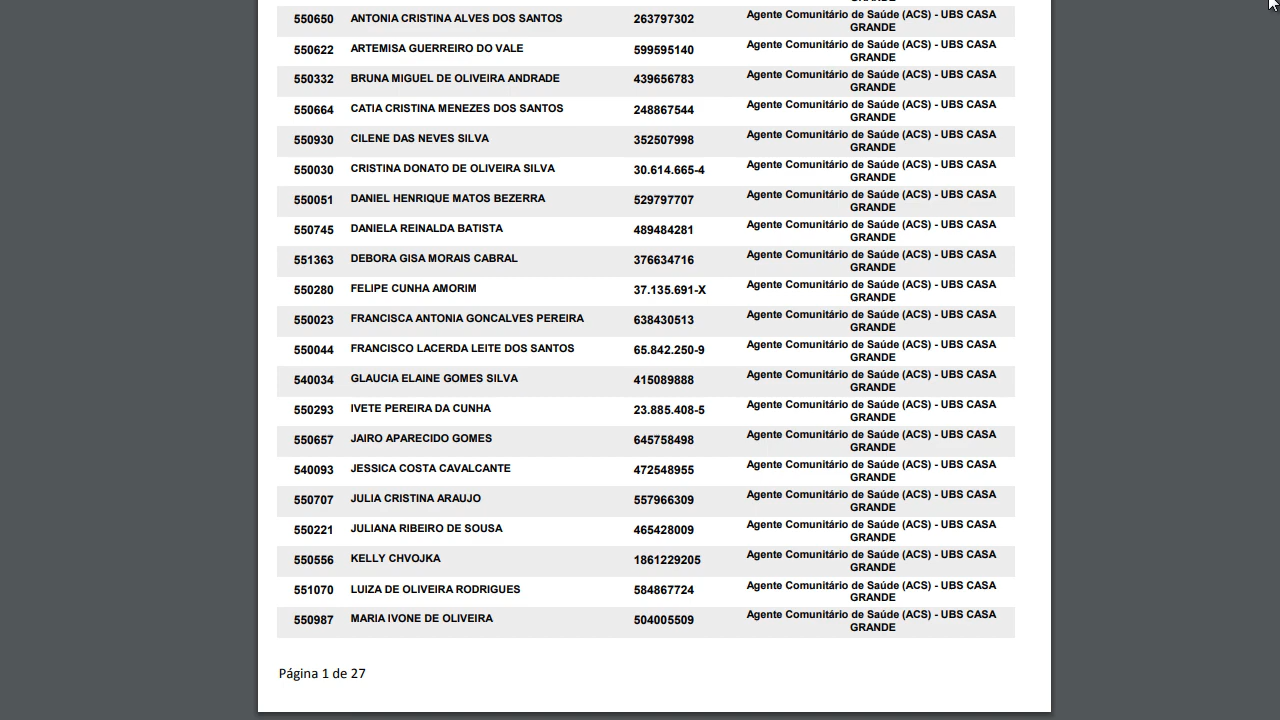 550650 ANTONIA CRISTINA ALVES DOS SANTOS 263797302 Agente Comunitário de Saúde (ACS) - UBS CASA
GRANDE
550622 ARTEMISA GUERREIRO DO VALE 599595140 Agente Comunitário de Saúde (ACS) - UBS CASA
GRANDE
550332 BRUNA MIGUEL DE OLIVEIRA ANDRADE 439656783 Agente Comunitário de Saúde (ACS) - UBS CASA
GRANDE
550664 CATIA CRISTINA MENEZES DOS SANTOS 248867544 Agente Comunitário de Saúde (ACS) - UBS CASA
GRANDE
550930 CILENE DAS NEVES SILVA 352507998 Agente Comunitário de Saúde (ACS) - UBS CASA
GRANDE
550030 CRISTINA DONATO DE OLIVEIRA SILVA 30.614.665-4 Agente Comunitário de Saúde (ACS) - UBS CASA
GRANDE
550051 DANIEL HENRIQUE MATOS BEZERRA 529797707 Agente Comunitário de Saúde (ACS) - UBS CASA
GRANDE
550745 DANIELA REINALDA BATISTA 489484281 Agente Comunitário de Saúde (ACS) - UBS CASA
GRANDE
551363 DEBORA GISA MORAIS CABRAL 376634716 Agente Comunitário de Saúde (ACS) - UBS CASA
GRANDE
550280 FELIPE CUNHA AMORIM 37.135.691-X Agente Comunitário de Saúde (ACS) - UBS CASA
GRANDE
550023 FRANCISCA ANTONIA GONCALVES PEREIRA 638430513 Agente Comunitário de Saúde (ACS) - UBS CASA
GRANDE
550044 FRANCISCO LACERDA LEITE DOS SANTOS 65.842.250-9 Agente Comunitário de Saúde (ACS) - UBS CASA
GRANDE
540034 GLAUCIA ELAINE GOMES SILVA 415089888 Agente Comunitário de Saúde (ACS) - UBS CASA
GRANDE
550293 IVETE PEREIRA DA CUNHA 23.885.408-5 Agente Comunitário de Saúde (ACS) - UBS CASA
GRANDE
550657 JAIRO APARECIDO GOMES 645758498 Agente Comunitário de Saúde (ACS) - UBS CASA
GRANDE
540093 JESSICA COSTA CAVALCANTE 472548955 Agente Comunitário de Saúde (ACS) - UBS CASA
GRANDE
550707 JULIA CRISTINA ARAUJO 557966309 Agente Comunitário de Saúde (ACS) - UBS CASA
GRANDE
550221 JULIANA RIBEIRO DE SOUSA 465428009 Agente Comunitário de Saúde (ACS) - UBS CASA
GRANDE
550556 KELLY CHVOJKA 1861229205 Agente Comunitário de Saúde (ACS) - UBS CASA
GRANDE
551070 LUIZA DE OLIVEIRA RODRIGUES 584867724 Agente Comunitário de Saúde (ACS) - UBS CASA
GRANDE
550987 MARIA IVONE DE OLIVEIRA 504005509 Agente Comunitário de Saúde (ACS) - UBS CASA
GRANDE
Página 1 de 27